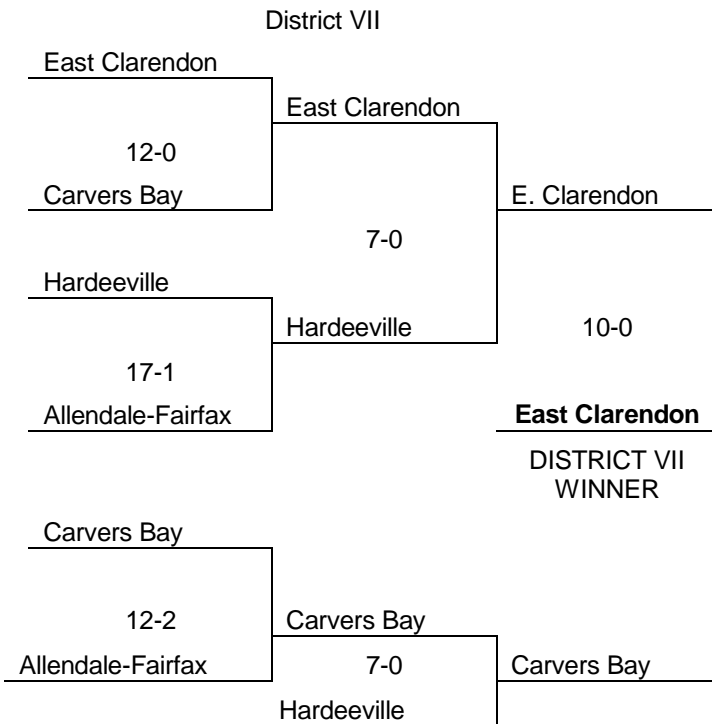 District VII
East Clarendon
East Clarendon
12-0
Carvers Bay
E. Clarendon
7-0
Hardeeville
Hardeeville
10-0
17-1
Allendale-Fairfax
East Clarendon
DISTRICT VII
WINNER
Carvers Bay
12-2
Carvers Bay
Allendale-Fairfax
7-0
Carvers Bay
Hardeeville